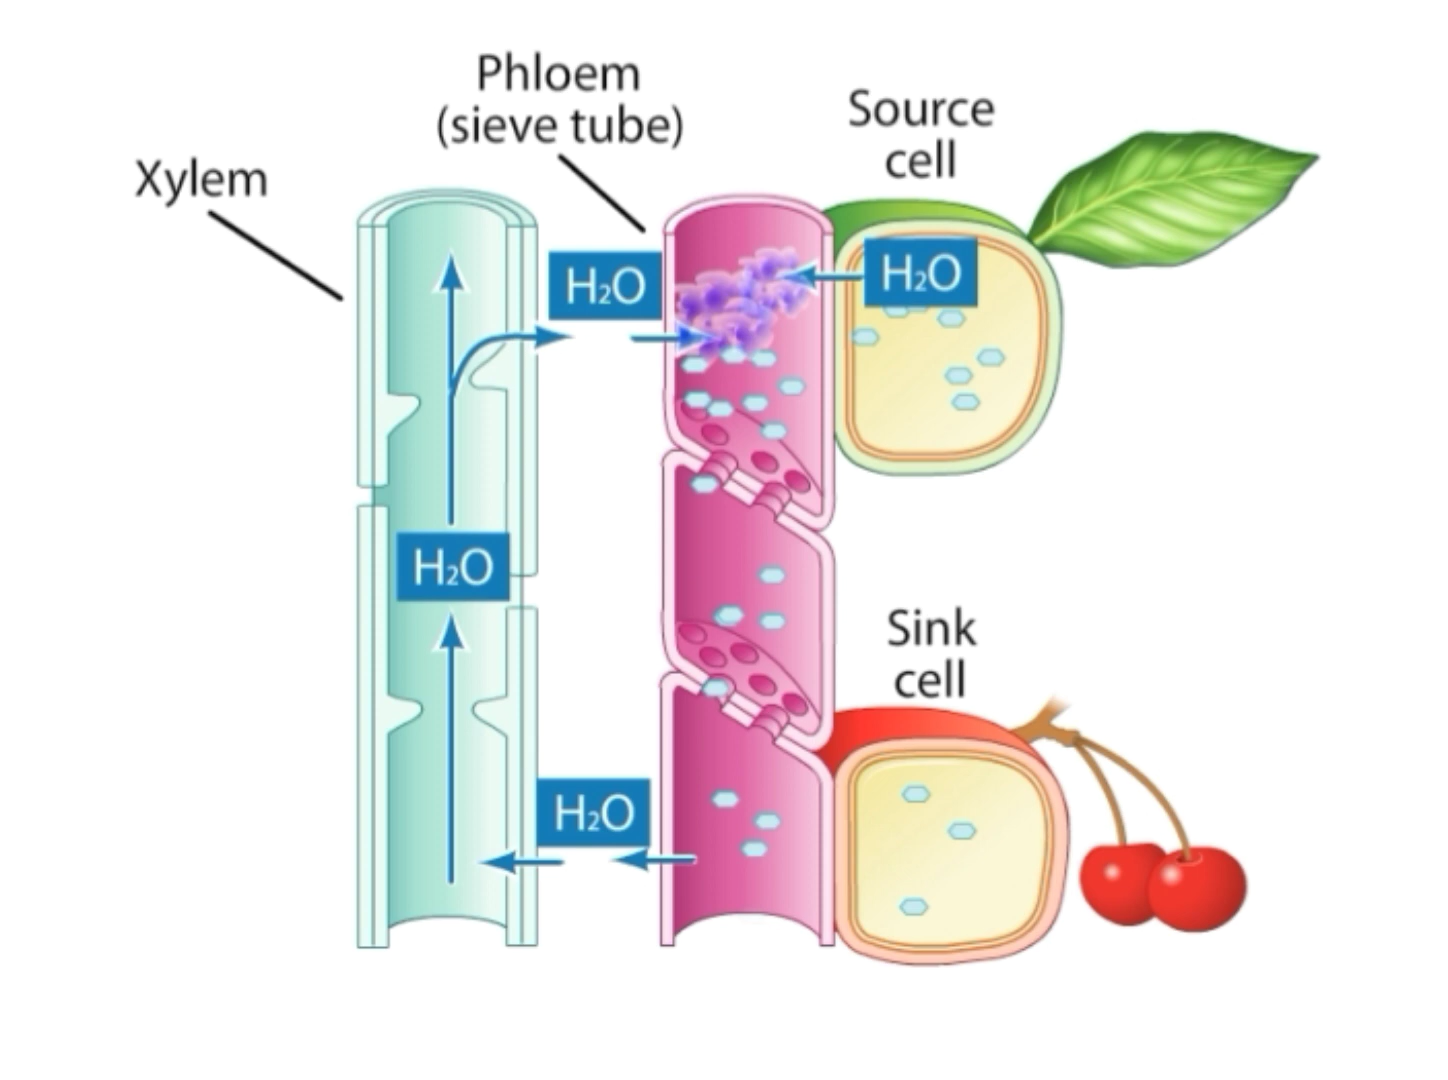 Phloem
(sieve tube)
Source
cell
Xylem
H₂O
H₂O
H₂O
Sink
cell
H₂O